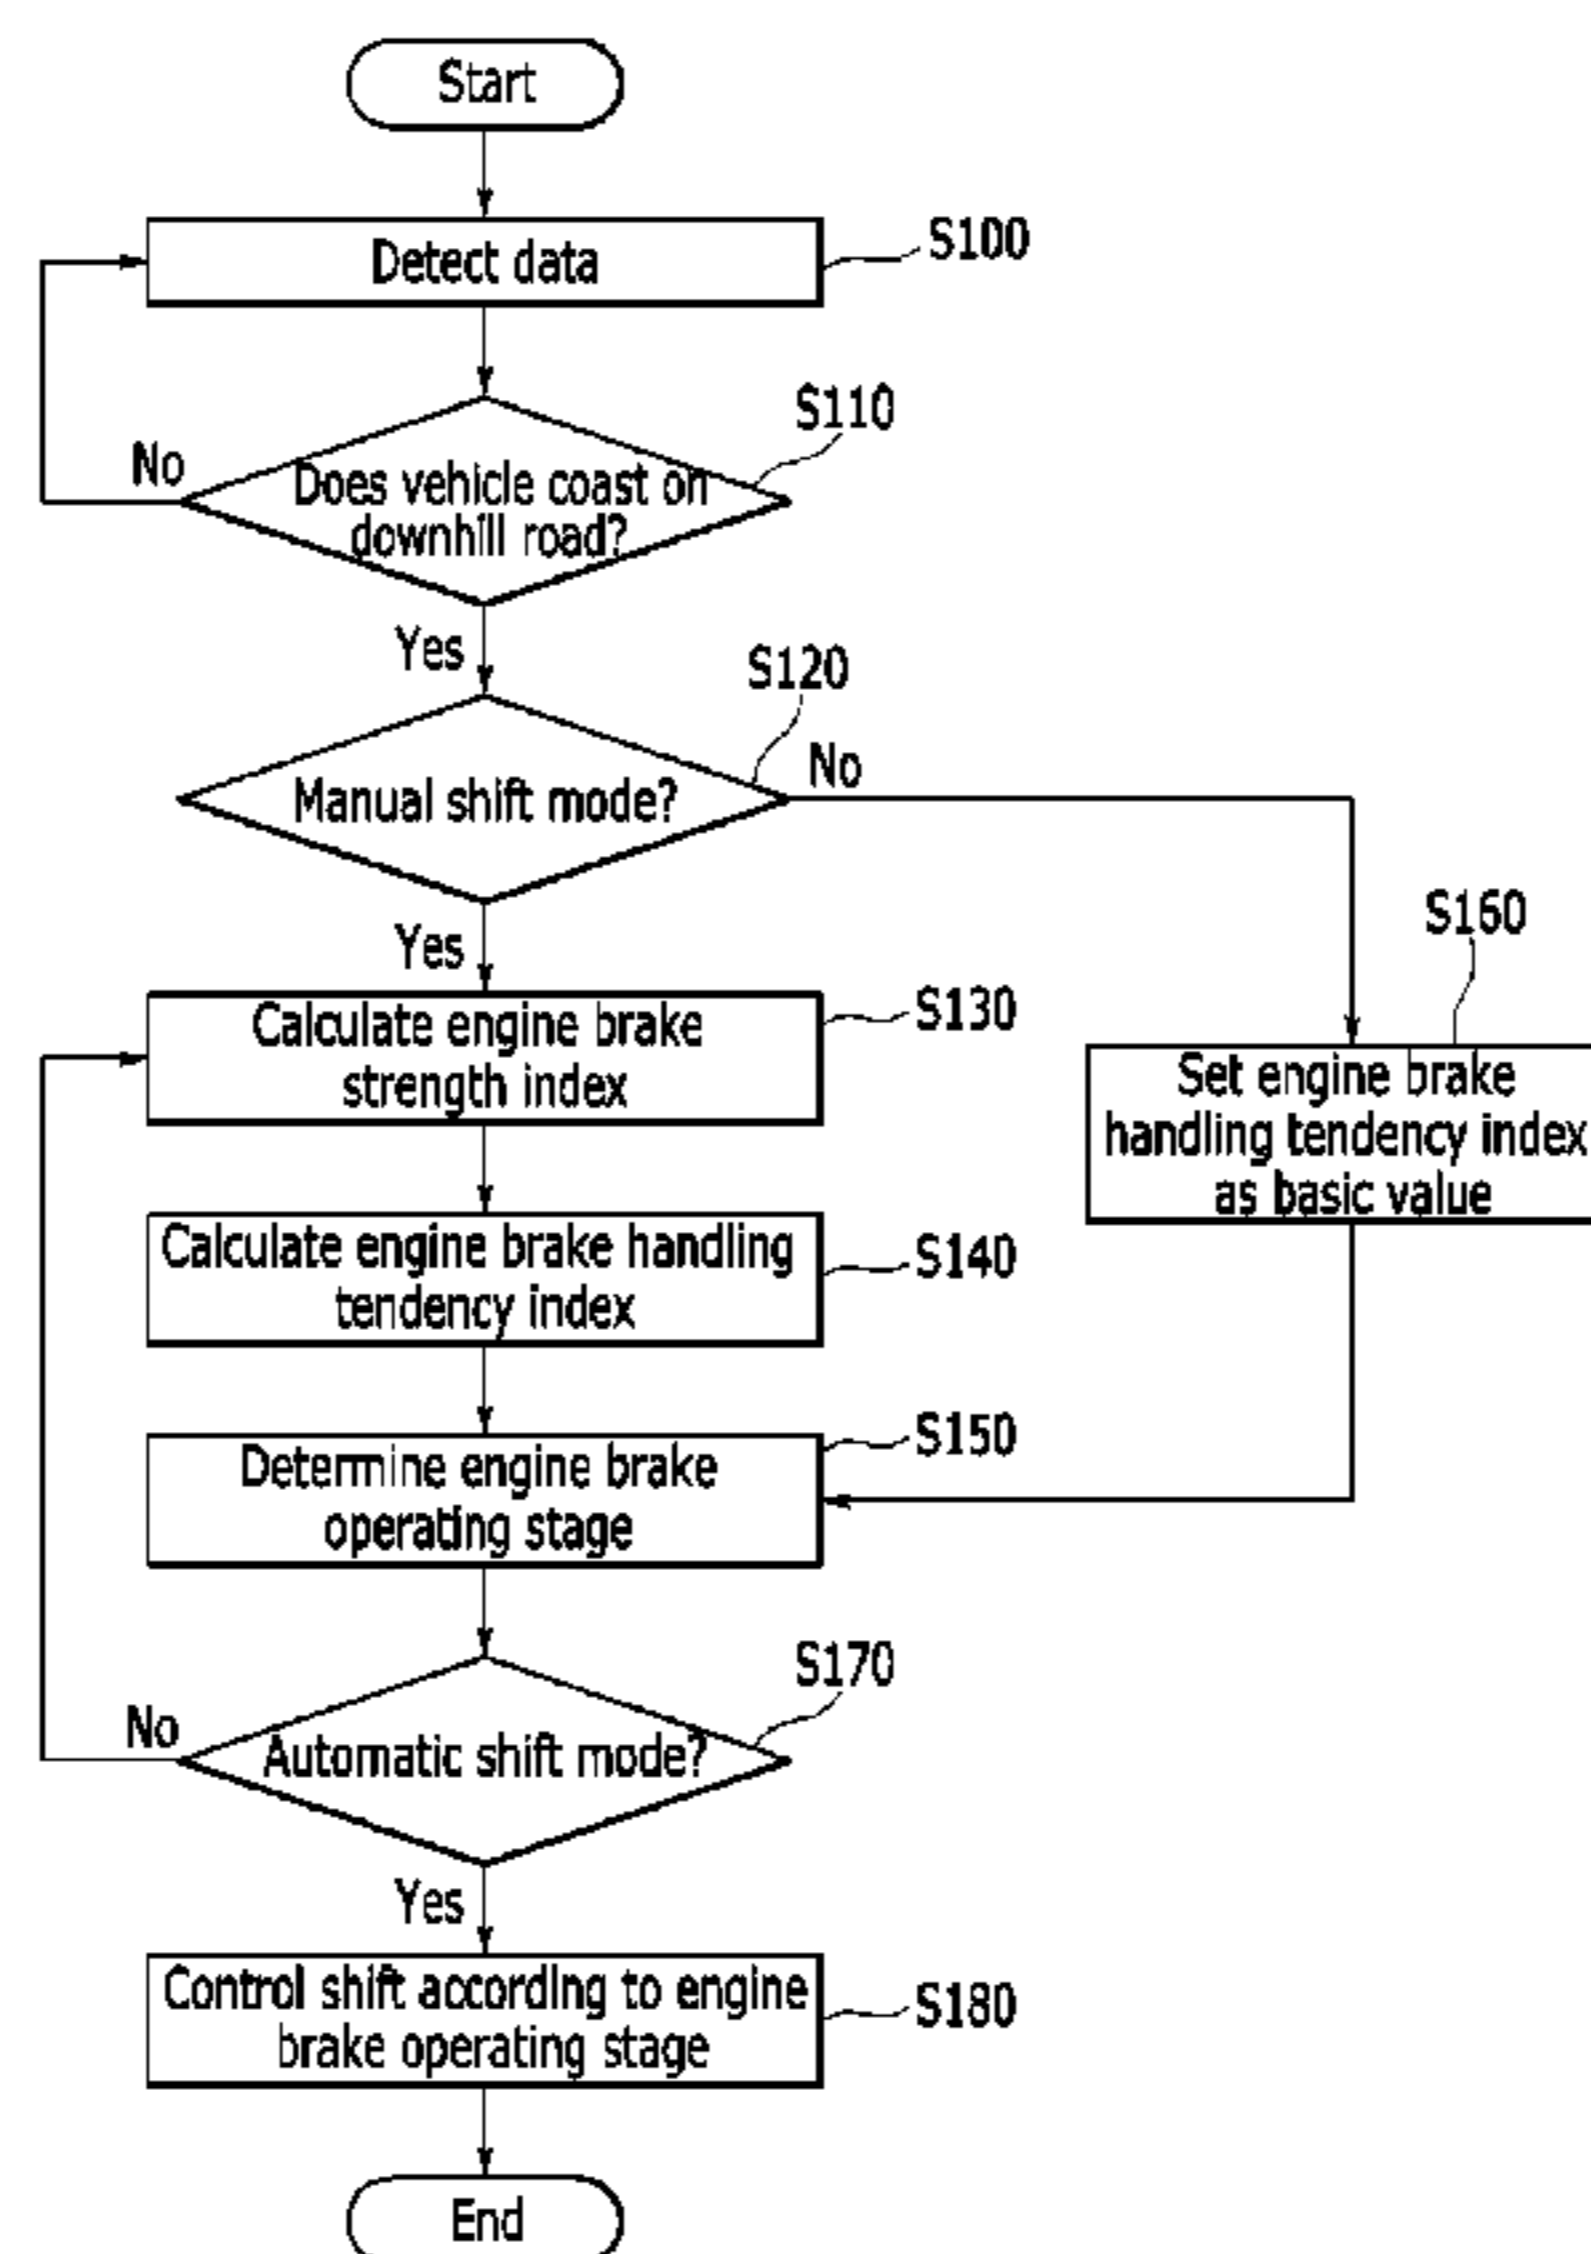 Start
Detect data
S100
S110
No
Does vehicle coast on
downhill road?
Yes
S120
No
Manual shift mode?
Yes
S160
S130
Calculate engine brake
strength index
Set engine brake
handling tendency index
as basic value
S140
Calculate engine brake handling
tendency index
S150
Determine engine brake
operating stage
S170
No
Automatic shift mode?
Yes
Control shift according to engine
brake operating stage
S180
End